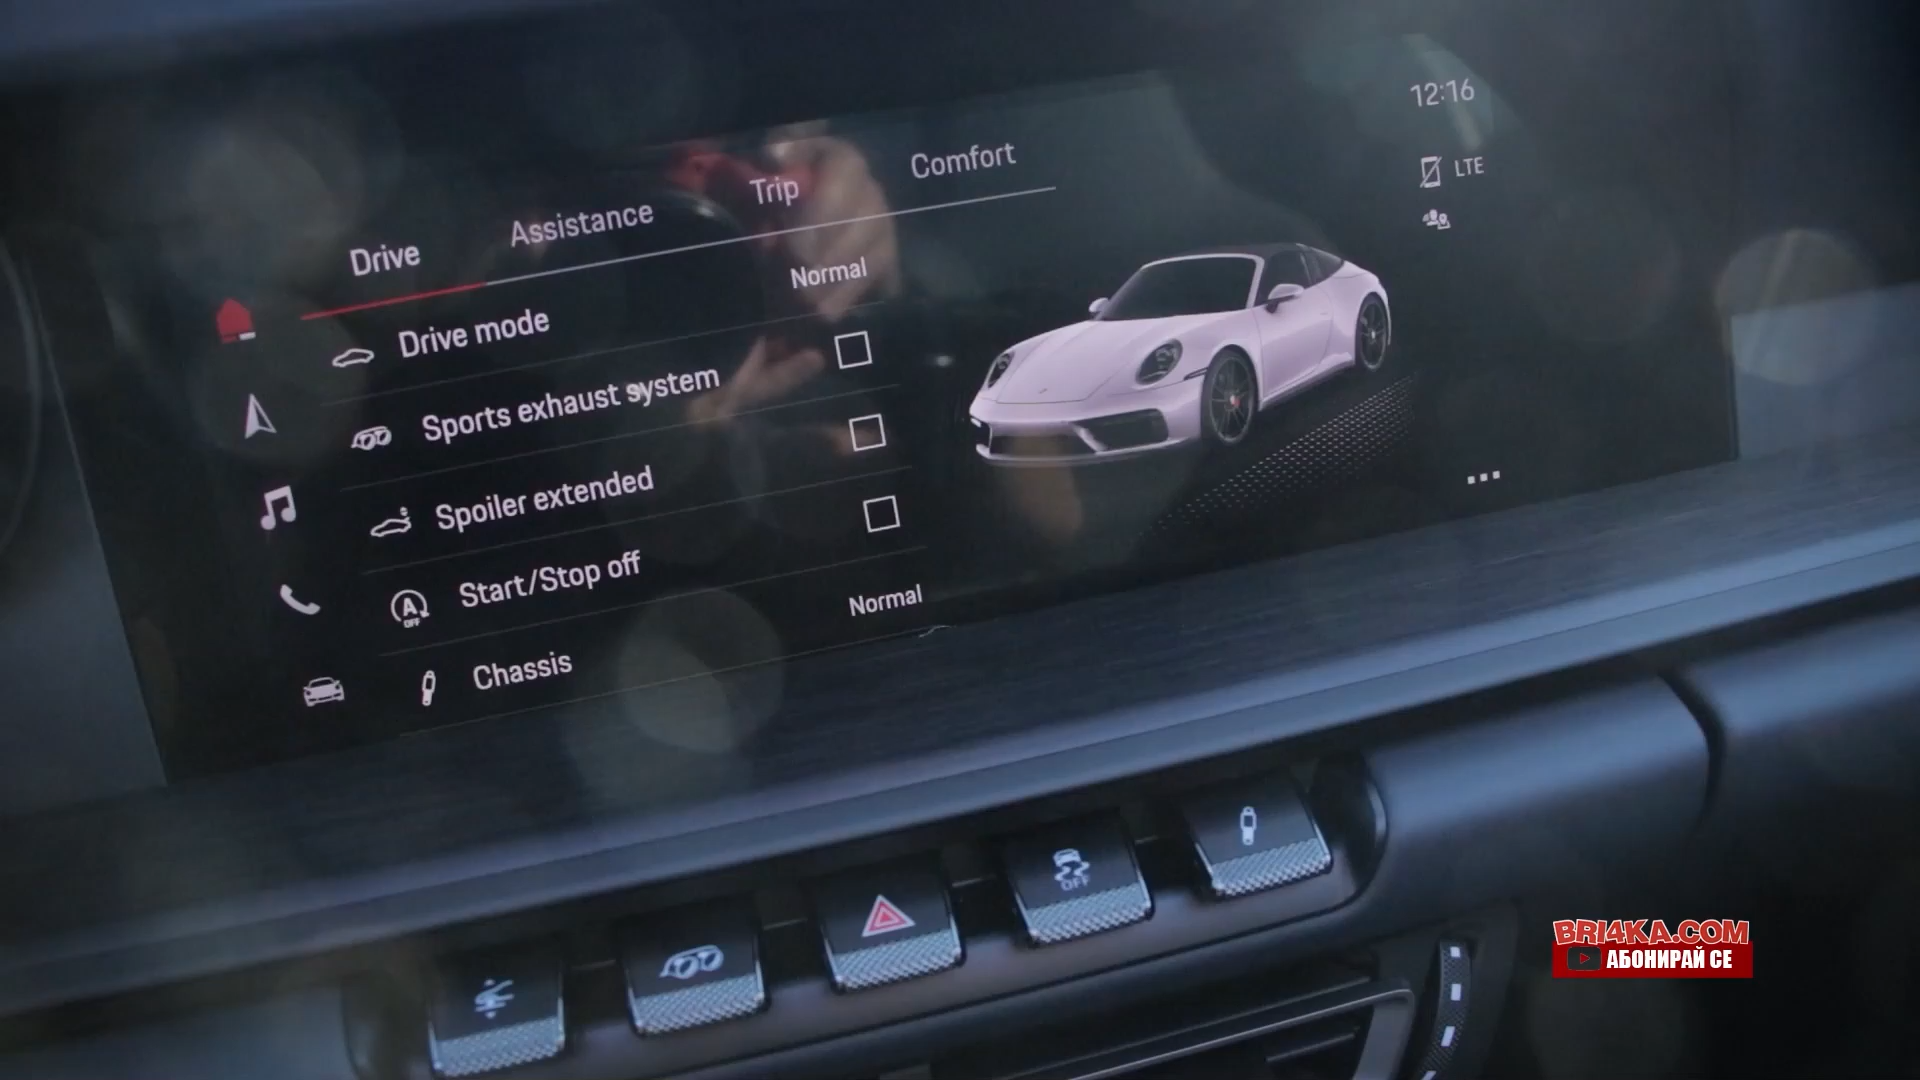 12:16
LTE
Drive
Assistance
Trip
Comfort
Drive mode
Normal
Sports exhaust system
Spoiler extended
Start/Stop off
A
OFF
Chassis
Normal
OFF
BRI4KA.COM
АБОНИРАЙ СЕ